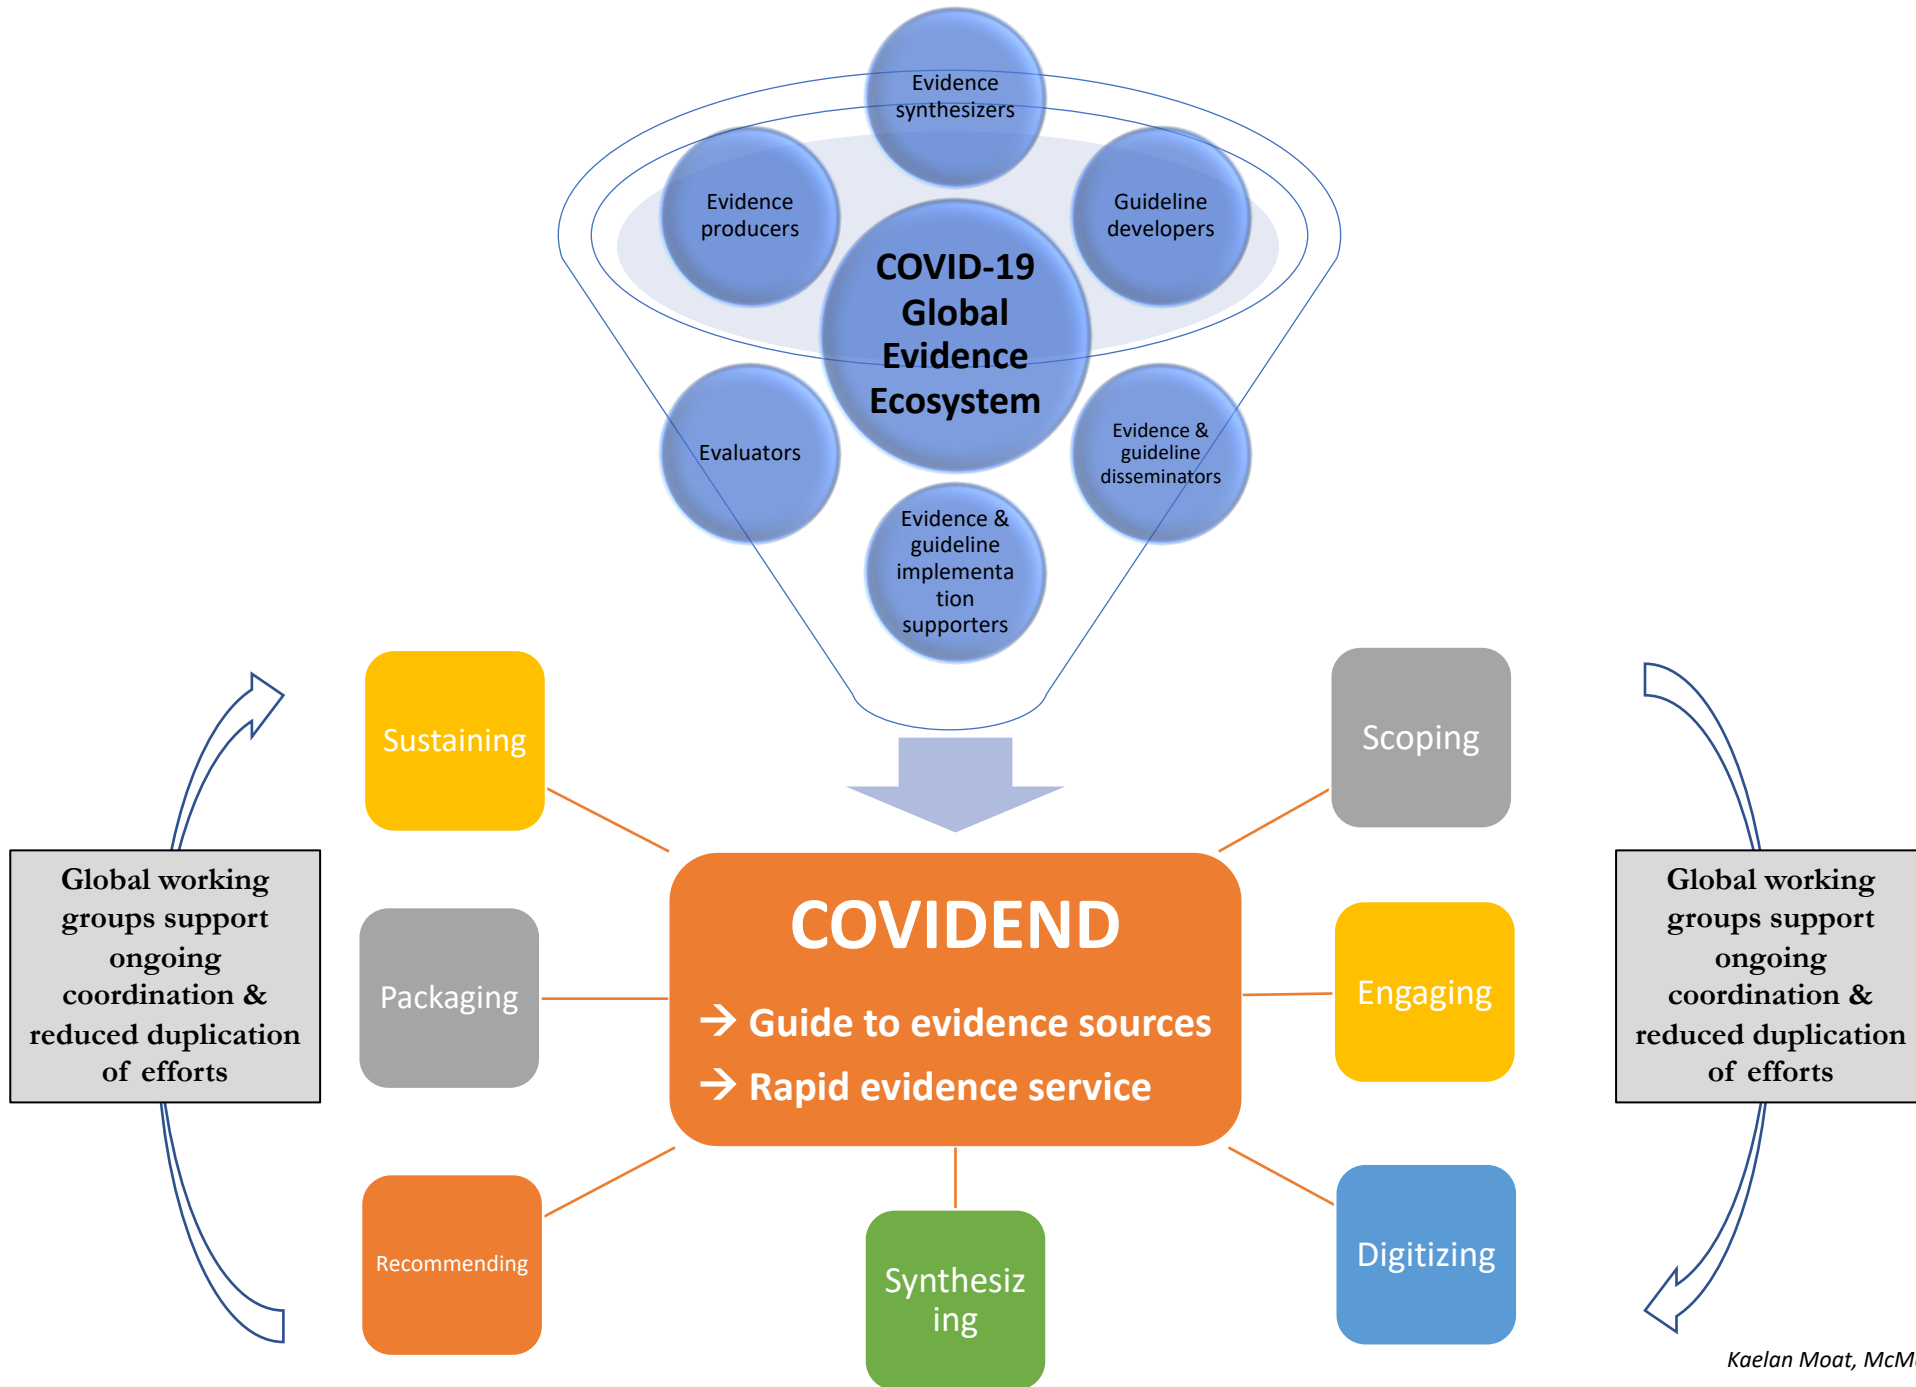 Evidence
synthesizers
Evidence
producers
Guideline
developers
COVID-19
Global
Evidence
Ecosystem
Evaluators
Evidence &
guideline
disseminators
Evidence &
guideline
implementa
tion
supporters
Sustaining
Scoping
Global working
groups support
ongoing
coordination &
reduced duplication
of efforts
Packaging
COVIDEND
→ Guide to evidence sources
→ Rapid evidence service
Engaging
Global working
groups support
ongoing
coordination &
reduced duplication
of efforts
Recommending
Synthesiz
ing
Digitizing
Kaelan Moat,